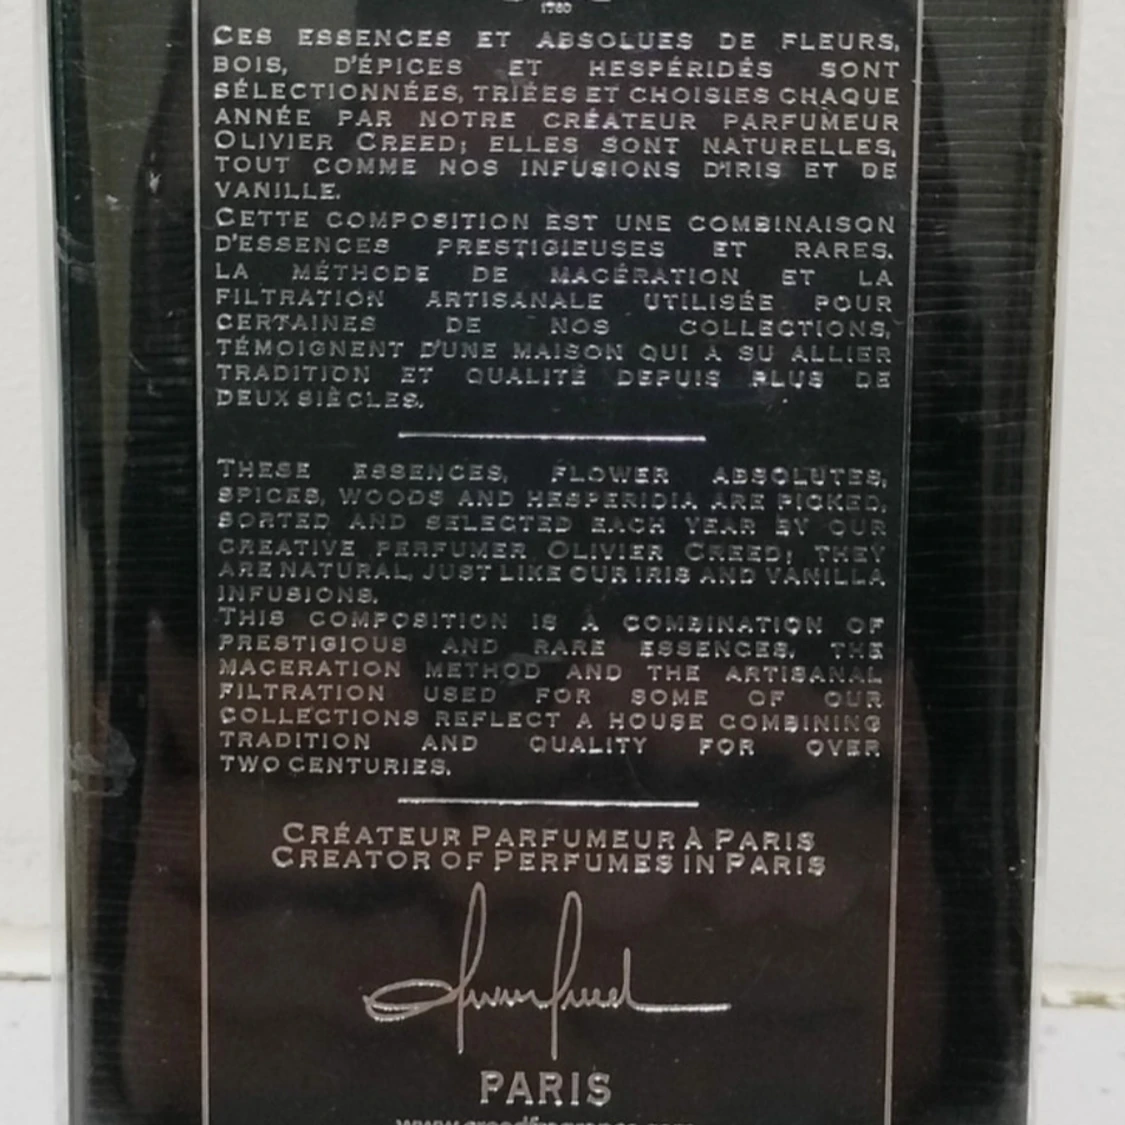 1760
CES ESSENCES ET ABSOLUES DE FLEURS,
BOIS, D'ÉPICES ET HESPÉRIDÉS SONT
SÉLECTIONNÉES, TRIÉES ET CHOISIES CHAQUE
ANNÉE PAR NOTRE CRÉATEUR PARFUMEUR
OLIVIER CREED; ELLES SONT NATURELLES,
TOUT COMME NOS INFUSIONS D'IRIS ET DE
VANILLE.
CETTE COMPOSITION EST UNE COMBINAISON
D'ESSENCES PRESTIGIEUSES ET RARES.
LA MÉTHODE DE MACÉRATION ET LA
FILTRATION ARTISANALE UTILISÉE POUR
CERTAINES DE NOS COLLECTIONS,
TÉMOIGNENT D'UNE MAISON QUI A SU ALLIER
TRADITION ET QUALITÉ DEPUIS PLUS DE
DEUX SIÈCLES.
THESE ESSENCES, FLOWER ABSOLUTES,
SPICES, WOODS AND HESPERIDIA ARE PICKED,
SORTED AND SELECTED EACH YEAR BY OUR
CREATIVE PERFUMER OLIVIER CREED; THEY
ARE NATURAL, JUST LIKE OUR IRIS AND VANILLA
INFUSIONS.
THIS COMPOSITION IS A COMBINATION OF
PRESTIGIOUS AND RARE ESSENCES. THE
MACERATION METHOD AND THE ARTISANAL
FILTRATION USED FOR SOME OF OUR
COLLECTIONS REFLECT A HOUSE COMBINING
TRADITION AND QUALITY FOR OVER
TWO CENTURIES.
CRÉATEUR PARFUMEUR À PARIS
CREATOR OF PERFUMES IN PARIS
Olivier Creed
PARIS